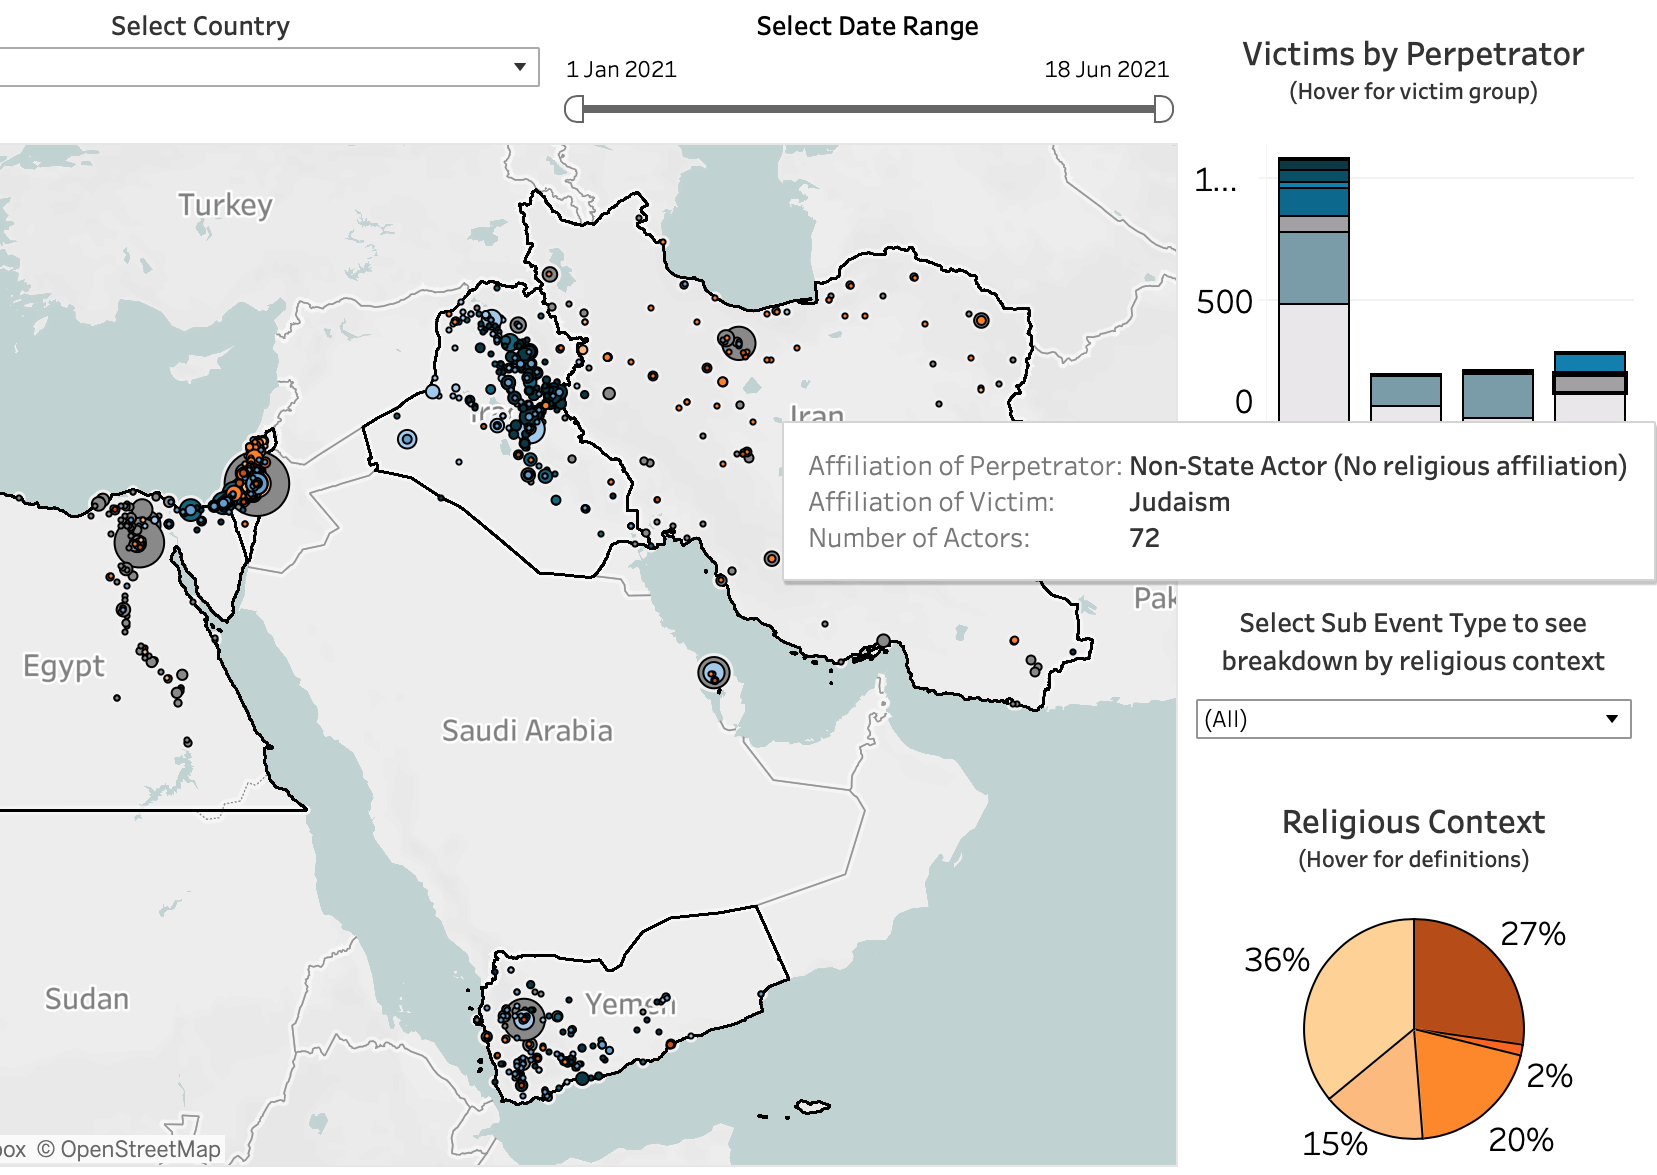 Select Country
Select Date Range
1 Jan 2021
18 Jun 2021
Victims by Perpetrator
(Hover for victim group)
1...
500
0
Turkey
Iraq
Iran
Affiliation of Perpetrator: Non-State Actor (No religious affiliation)
Affiliation of Victim: Judaism
Number of Actors: 72
Pak
Egypt
Saudi Arabia
Sudan
Yemen
box © OpenStreetMap
Select Sub Event Type to see
breakdown by religious context
(All)
Religious Context
(Hover for definitions)
27%
36%
2%
15%
20%